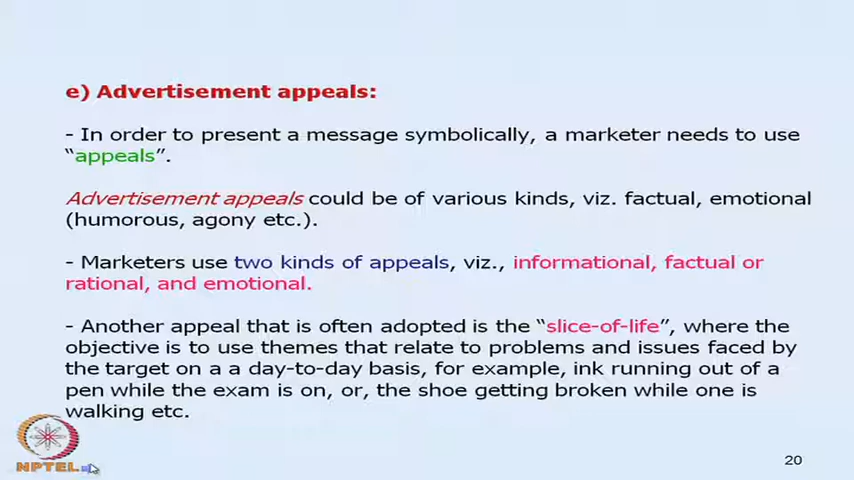 e) Advertisement appeals:
- In order to present a message symbolically, a marketer needs to use
“appeals”.
Advertisement appeals could be of various kinds, viz. factual, emotional
(humorous, agony etc.).
- Marketers use two kinds of appeals, viz., informational, factual or
rational, and emotional.
- Another appeal that is often adopted is the “slice-of-life”, where the
objective is to use themes that relate to problems and issues faced by
the target on a a day-to-day basis, for example, ink running out of a
pen while the exam is on, or, the shoe getting broken while one is
walking etc.
NPTEL
20